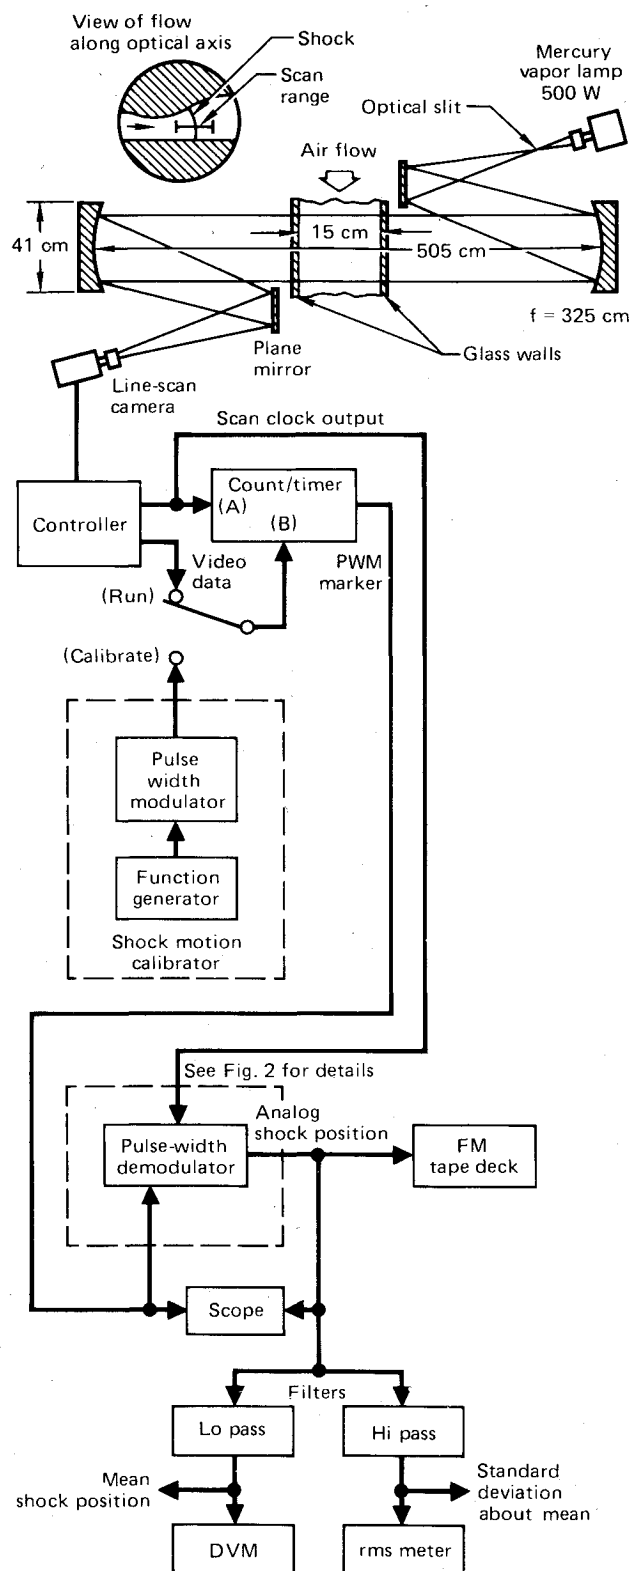 View of flow
along optical axis
Shock
Scan
range
Mercury
vapor lamp
500 W
Optical slit
Air flow
41 cm
15 cm
505 cm
f = 325 cm
Plane
mirror
Glass walls
Line-scan
camera
Scan clock output
Controller
Count/timer
(A)
(B)
Video
data
PWM
marker
(Run)
(Calibrate)
Pulse
width
modulator
Function
generator
Shock motion
calibrator
See Fig. 2 for details
Analog
shock position
Pulse-width
demodulator
FM
tape deck
Scope
Filters
Lo pass
Hi pass
Mean
shock position
Standard
deviation
about mean
DVM
rms meter